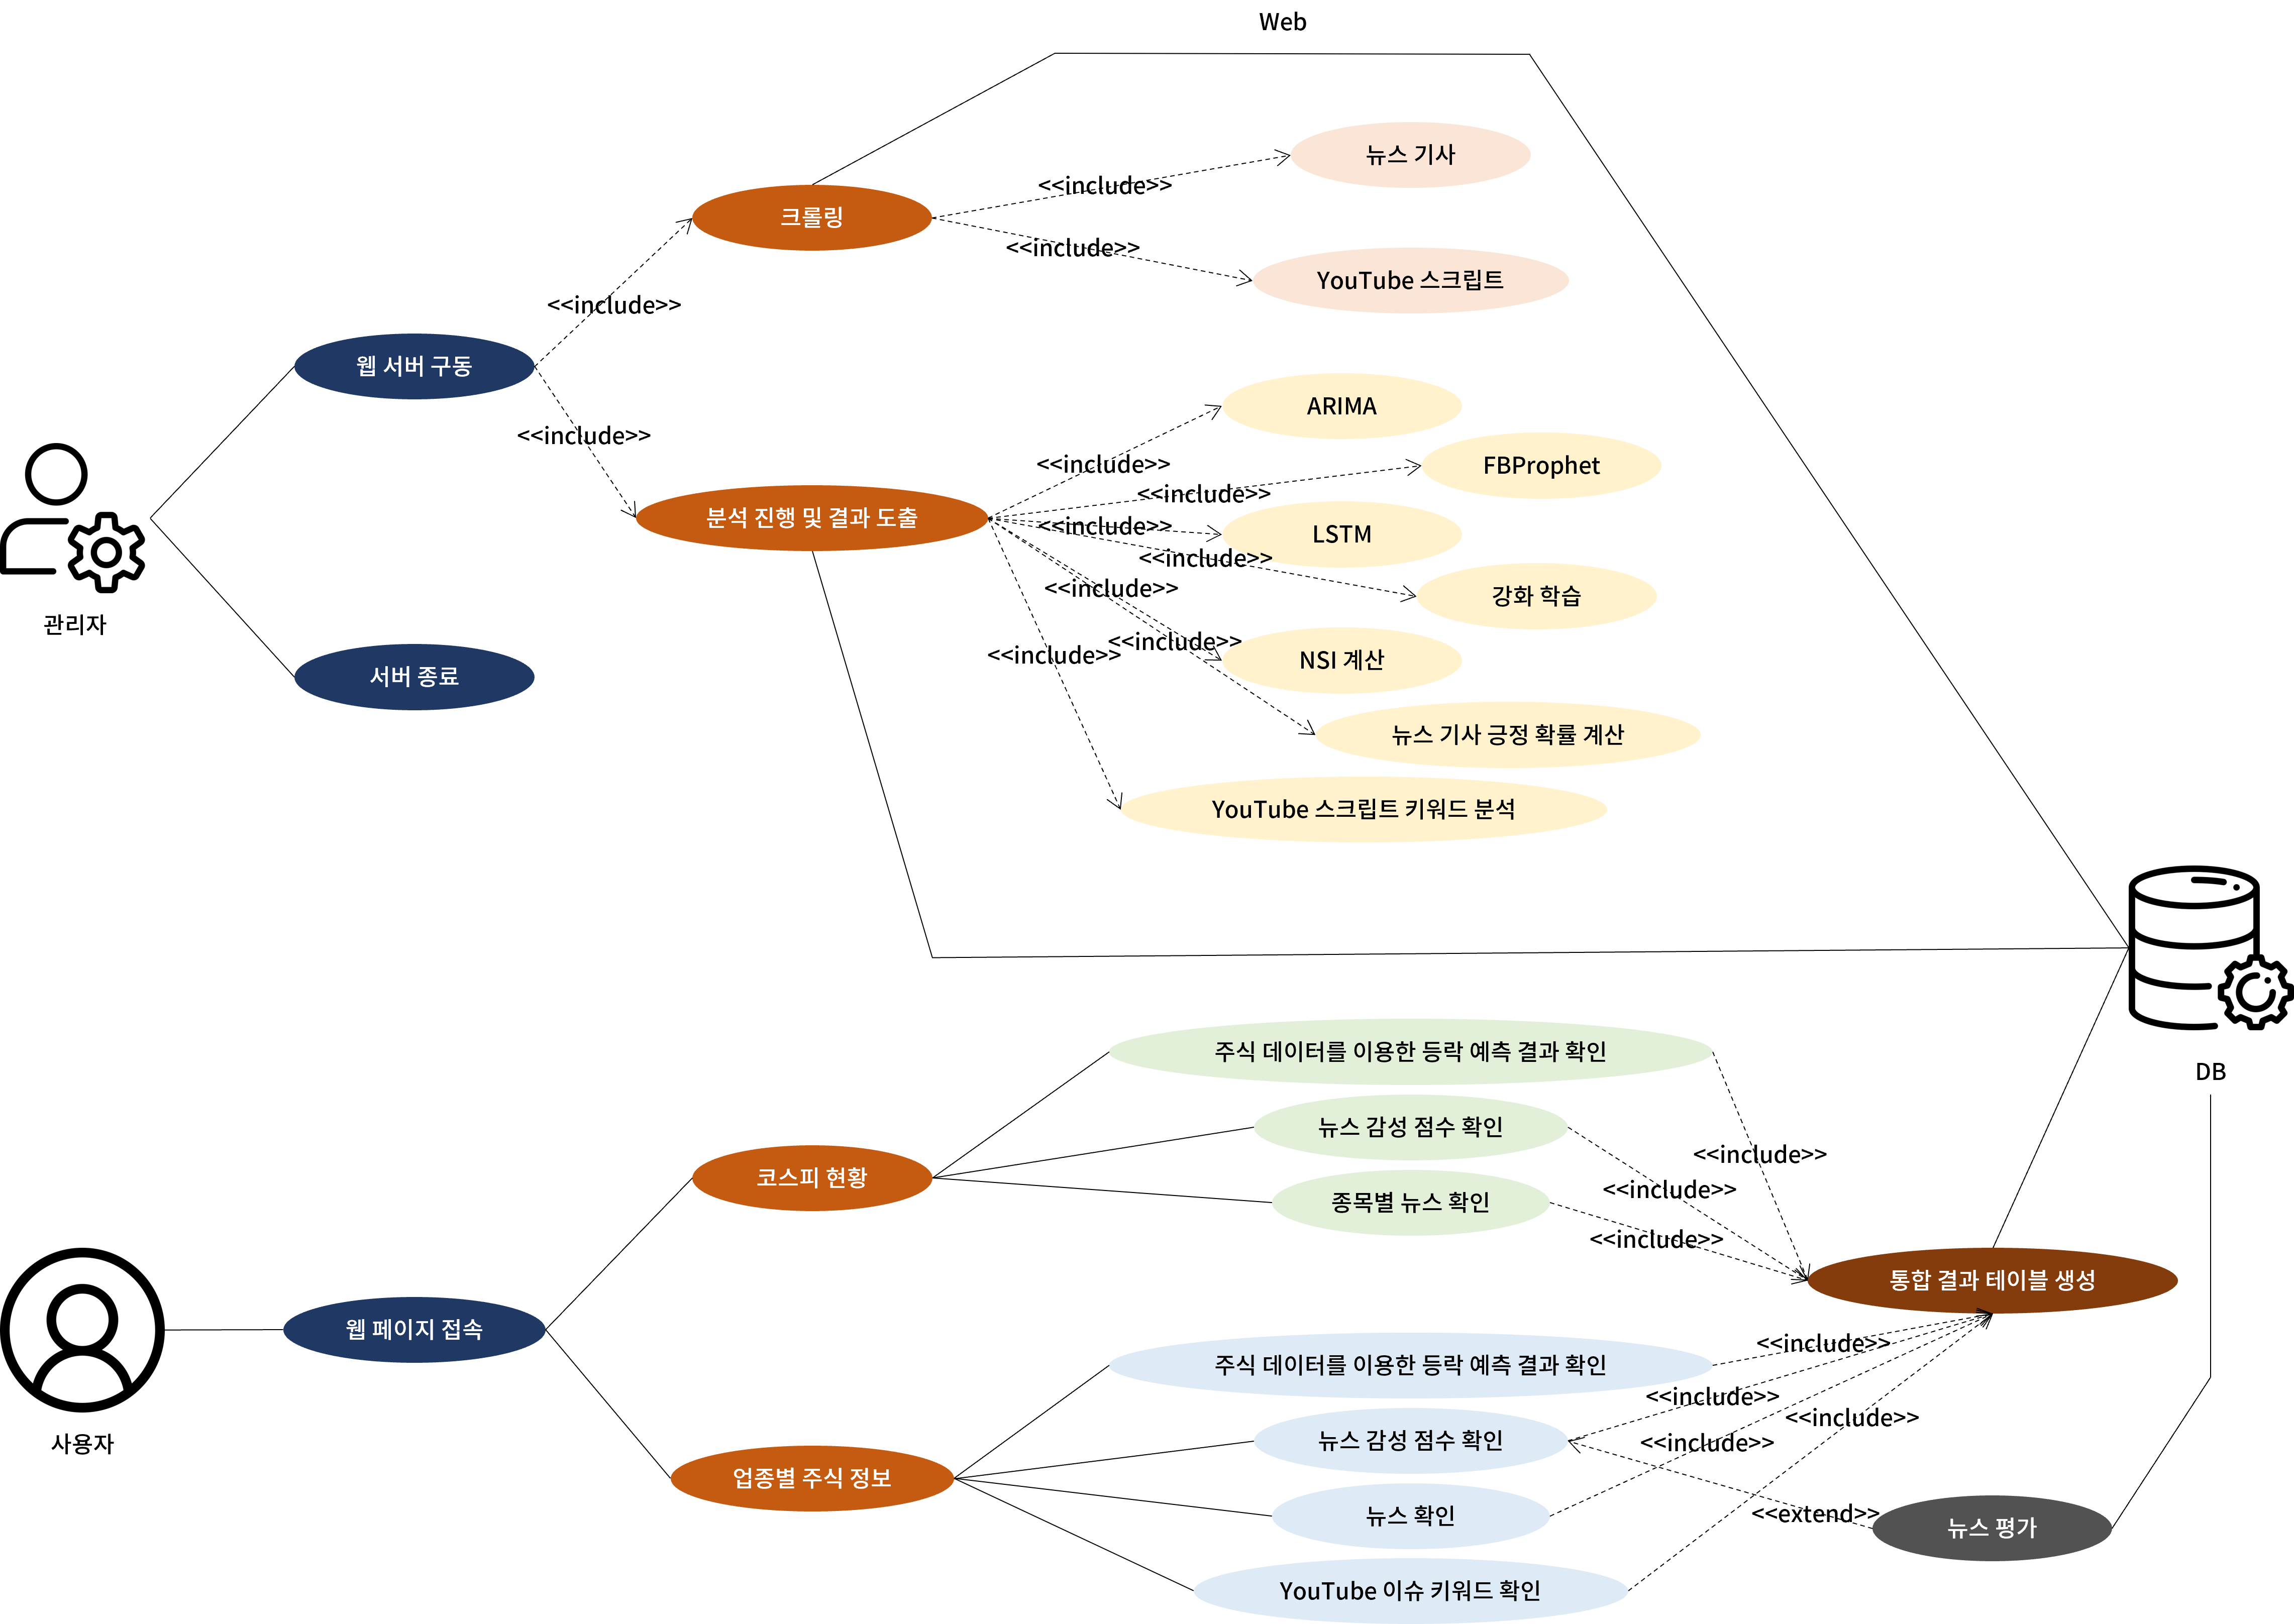 Web
뉴스 기사
<<include>>
크롤링
<<include>>
YouTube 스크립트
<<include>>
웹 서버 구동
ARIMA
<<include>>
<<include>>
FBProphet
<<include>>
분석 진행 및 결과 도출
<<include>>
LSTM
<<include>>
<<include>>
강화 학습
관리자
<<include>>
<<include>>
NSI 계산
서버 종료
뉴스 기사 긍정 확률 계산
YouTube 스크립트 키워드 분석
주식 데이터를 이용한 등락 예측 결과 확인
DB
뉴스 감성 점수 확인
<<include>>
코스피 현황
<<include>>
종목별 뉴스 확인
<<include>>
통합 결과 테이블 생성
웹 페이지 접속
<<include>>
주식 데이터를 이용한 등락 예측 결과 확인
<<include>>
<<include>>
사용자
뉴스 감성 점수 확인
<<include>>
업종별 주식 정보
뉴스 확인
<<extend>>
뉴스 평가
YouTube 이슈 키워드 확인